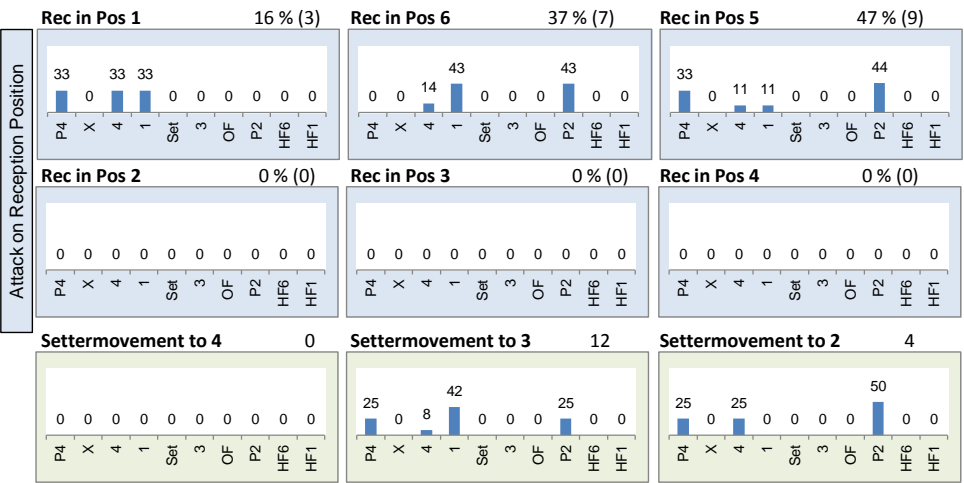 Attack on Reception Position
Rec in Pos 1 16 % (3)
33 0 33 33 0 0 0 0 0 0
P4 X 4 1 Set 3 OF P2 HF6 HF1
Rec in Pos 6 37 % (7)
0 0 14 43 0 0 0 43 0 0
P4 X 4 1 Set 3 OF P2 HF6 HF1
Rec in Pos 5 47 % (9)
33 0 11 11 0 0 0 44 0 0
P4 X 4 1 Set 3 OF P2 HF6 HF1
Rec in Pos 2 0 % (0)
0 0 0 0 0 0 0 0 0 0
P4 X 4 1 Set 3 OF P2 HF6 HF1
Rec in Pos 3 0 % (0)
0 0 0 0 0 0 0 0 0 0
P4 X 4 1 Set 3 OF P2 HF6 HF1
Rec in Pos 4 0 % (0)
0 0 0 0 0 0 0 0 0 0
P4 X 4 1 Set 3 OF P2 HF6 HF1
Settermovement to 4 0
0 0 0 0 0 0 0 0 0 0
P4 X 4 1 Set 3 OF P2 HF6 HF1
Settermovement to 3 12
25 0 8 42 0 0 0 25 0 0
P4 X 4 1 Set 3 OF P2 HF6 HF1
Settermovement to 2 4
25 0 25 0 0 0 0 50 0 0
P4 X 4 1 Set 3 OF P2 HF6 HF1